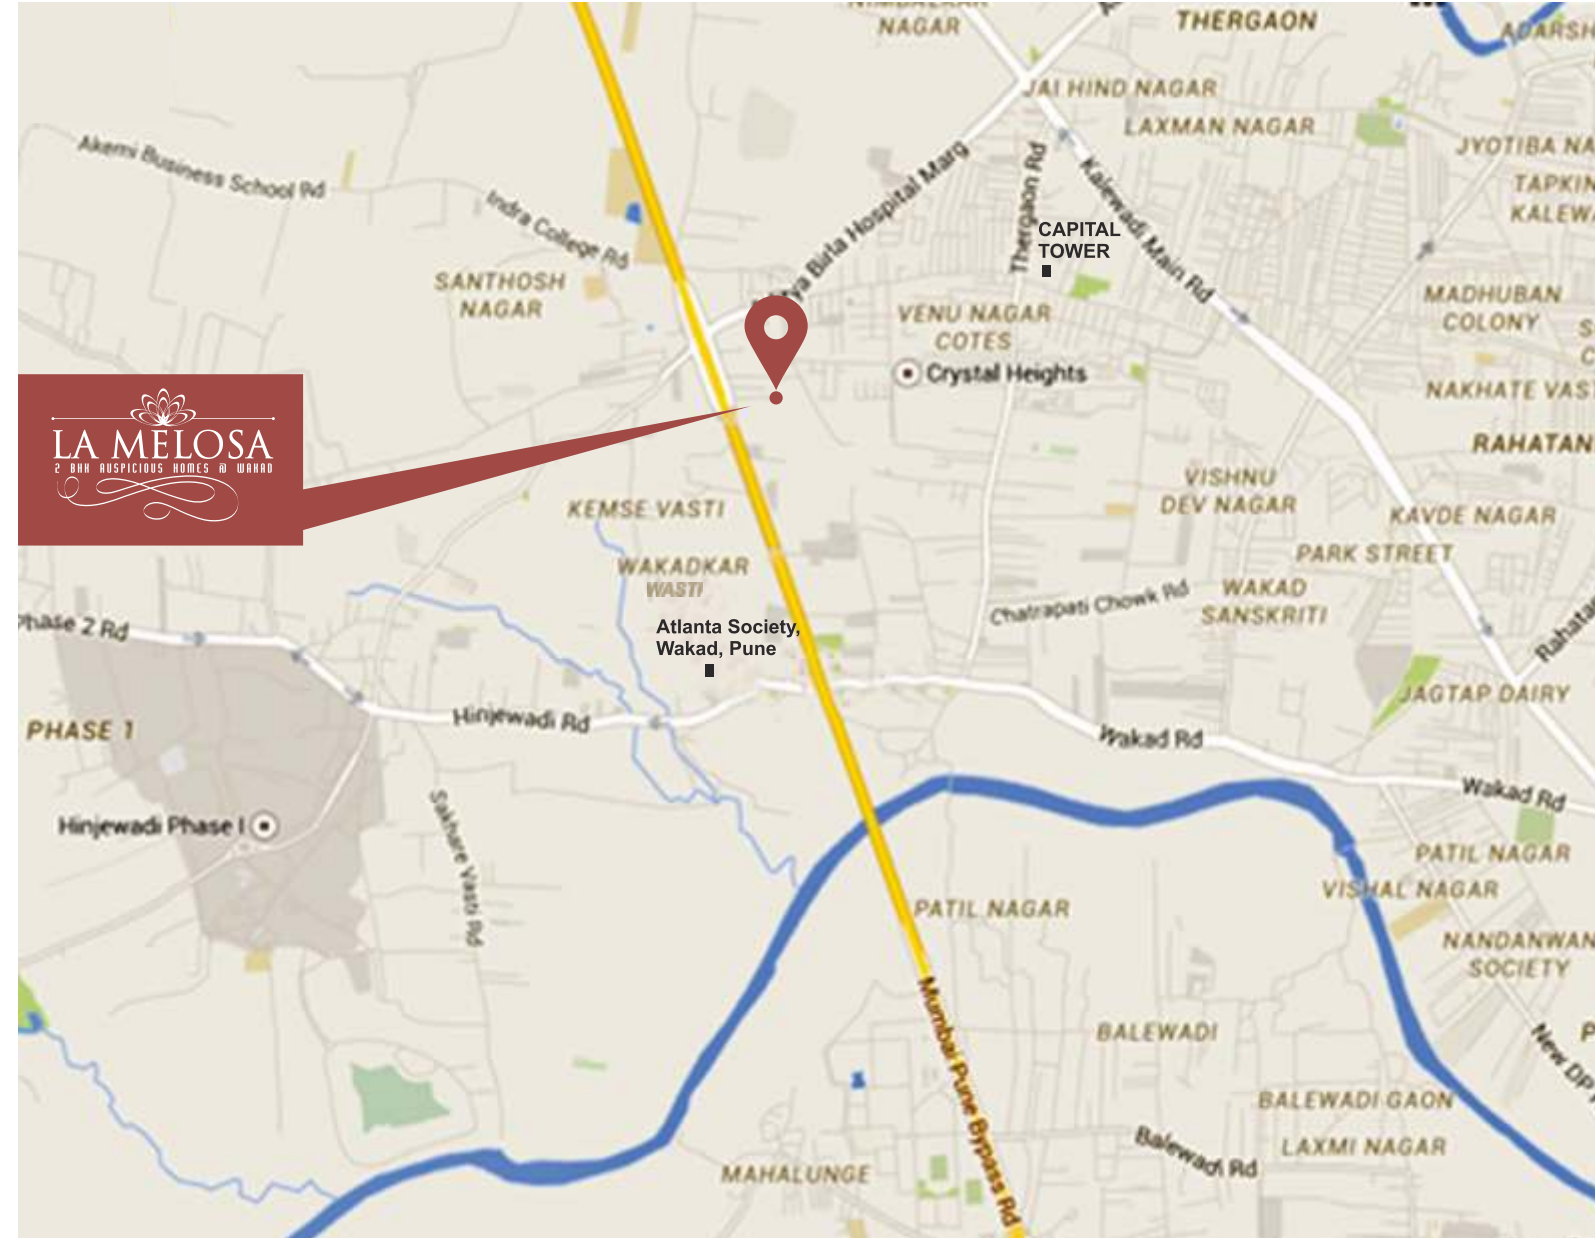 NAGAR
THERGAON
ADARSH
JAI HIND NAGAR
LAXMAN NAGAR
JYOTIBA NA
TAPKIN
KALEW
Akemi Business School Rd
Indra College Rd
tya Birla Hospital Marg
Thergaon Rd
Kalewadi Main Rd
CAPITAL
TOWER
SANTHOSH
NAGAR
VENU NAGAR
COTES
MADHUBAN
COLONY
S
C
Crystal Heights
NAKHATE VAS
RAHATAN
LA MELOSA
2 BHK AUSPICIOUS HOMES @ WAKAD
KEMSE VASTI
VISHNU
DEV NAGAR
KAVDE NAGAR
PARK STREET
WAKADKAR
WASTI
WAKAD
SANSKRITI
Chatrapati Chowk Rd
Phase 2 Rd
Atlanta Society,
Wakad, Pune
Rahata
JAGTAP DAIRY
PHASE 1
Hinjewadi Rd
Wakad Rd
Wakad Rd
Hinjewadi Phase I
Sakhare Vasti Rd
PATIL NAGAR
VISHAL NAGAR
PATIL NAGAR
NANDANWAN
SOCIETY
Mumbai Pune Bypass Rd
BALEWADI
P
New DP
BALEWADI GAON
LAXMI NAGAR
Balewadi Rd
MAHALUNGE